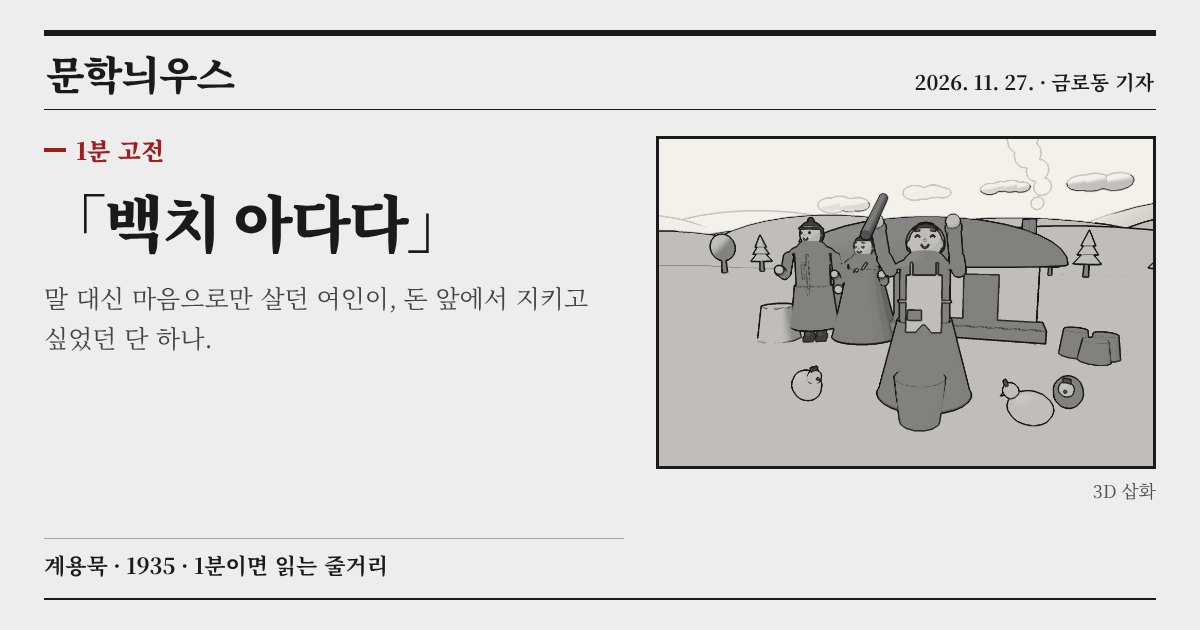 문학늬우스
2026. 11. 27. · 금로동 기자
1분 고전
「백치 아다다」
말 대신 마음으로만 살던 여인이, 돈 앞에서 지키고
싶었던 단 하나.
3D 삽화
계용묵 · 1935 · 1분이면 읽는 줄거리